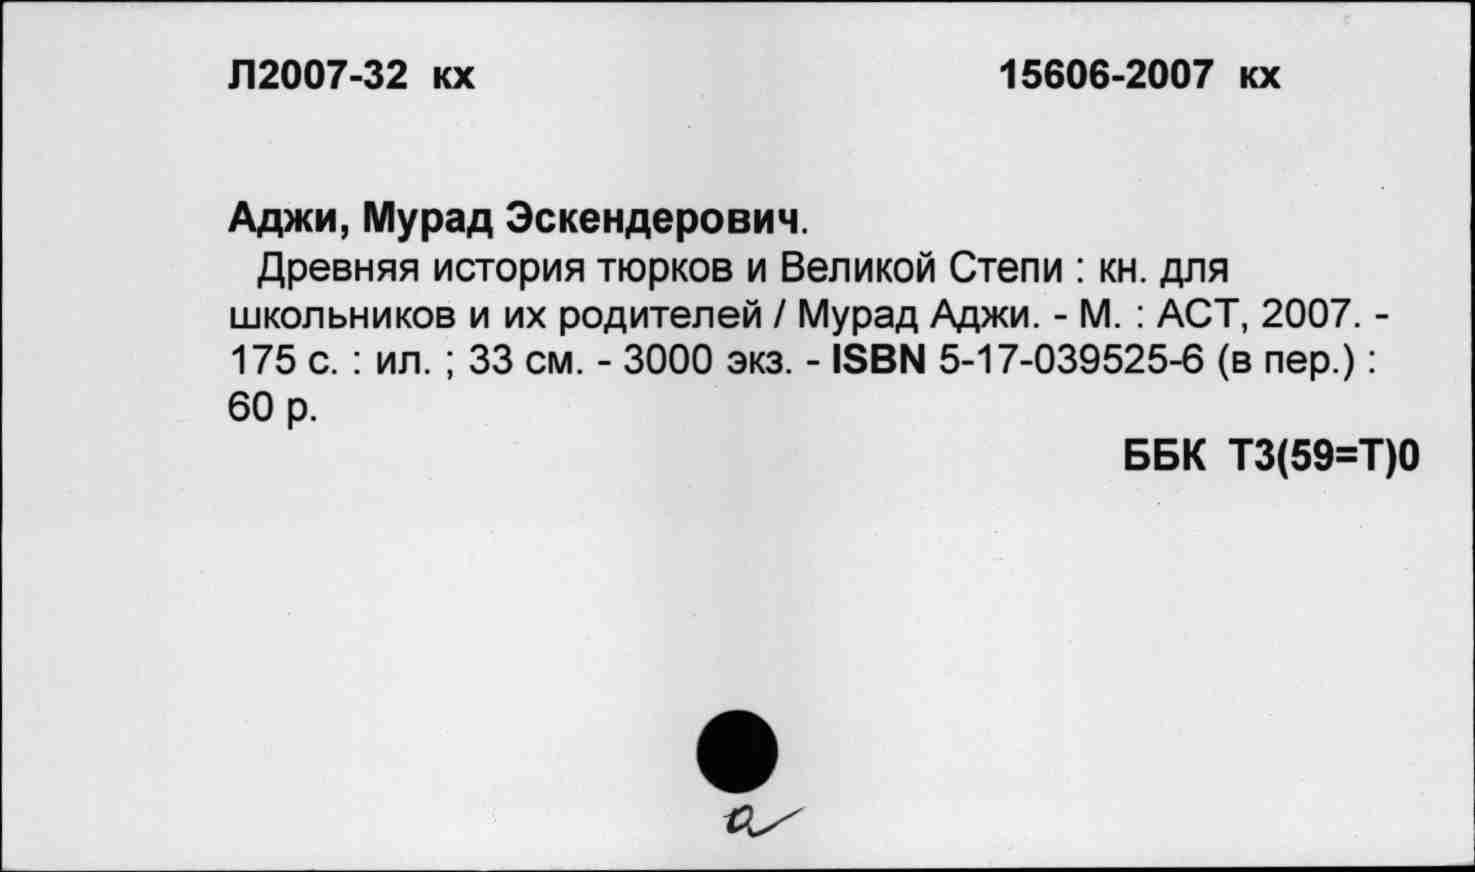 Л2007-32 кх 15606-2007 кх
Аджи, Мурад Эскендерович.
Древняя история тюрков и Великой Степи : кн. для
школьников и их родителей / Мурад Аджи. - М. : АСТ, 2007. -
175 с. : ил. ; 33 см. - 3000 экз. - ISBN 5-17-039525-6 (в пер.) :
60 р.
ББК Т3(59=Т)0
а